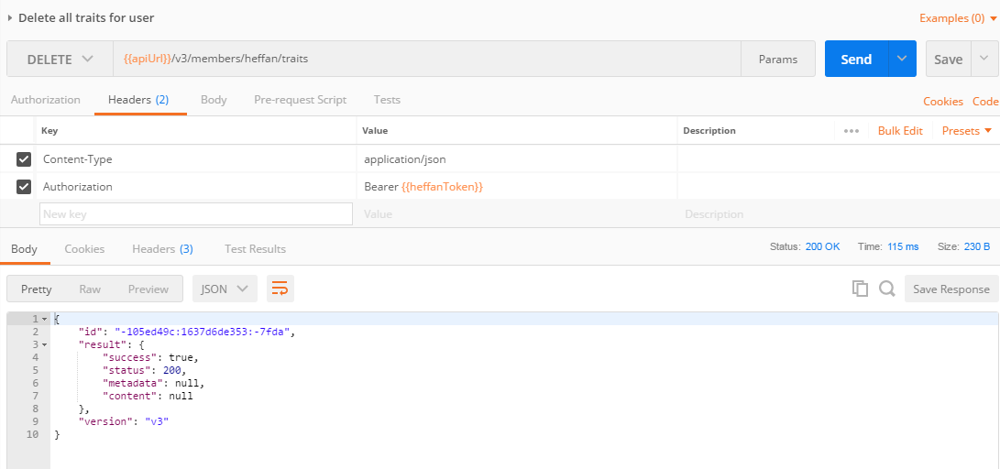 Delete all traits for user Examples (0)
DELETE {{apiUrl}}/v3/members/heffan/traits Params Send Save
Authorization Headers (2) Body Pre-request Script Tests Cookies Code
Key Value Description ••• Bulk Edit Presets
Content-Type application/json
Authorization Bearer {{heffanToken}}
New key Value Description
Body Cookies Headers (3) Test Results Status: 200 OK Time: 115 ms Size: 230 B
Pretty Raw Preview JSON Save Response
1 {
2 "id": "-105ed49c:1637d6de353:-7fda",
3 "result": {
4 "success": true,
5 "status": 200,
6 "metadata": null,
7 "content": null
8 },
9 "version": "v3"
10 }